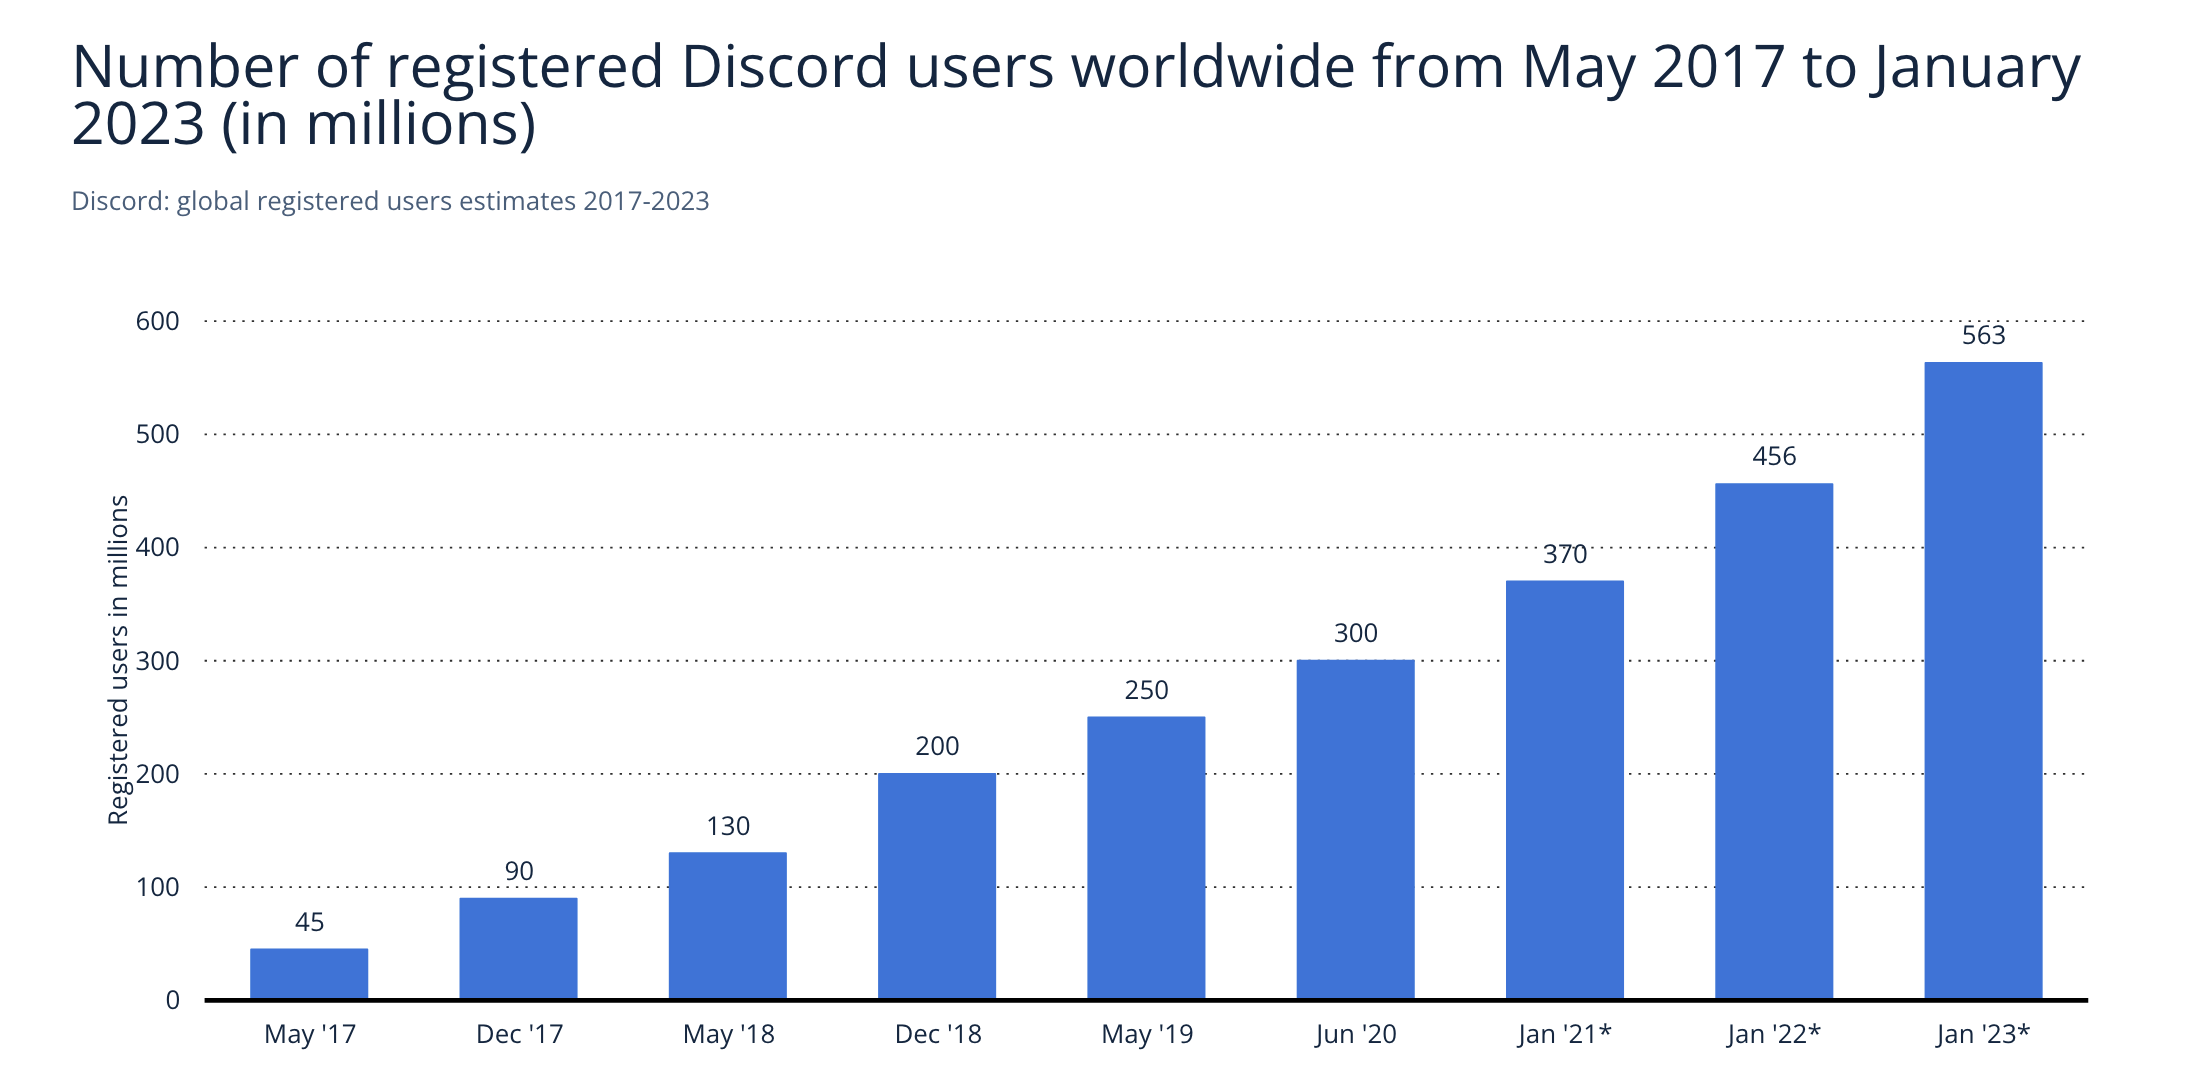 Number of registered Discord users worldwide from May 2017 to January
2023 (in millions)
Discord: global registered users estimates 2017-2023
Registered users in millions
600
500
400
300
200
100
0
45
90
130
200
250
300
370
456
563
May '17
Dec '17
May '18
Dec '18
May '19
Jun '20
Jan '21*
Jan '22*
Jan '23*